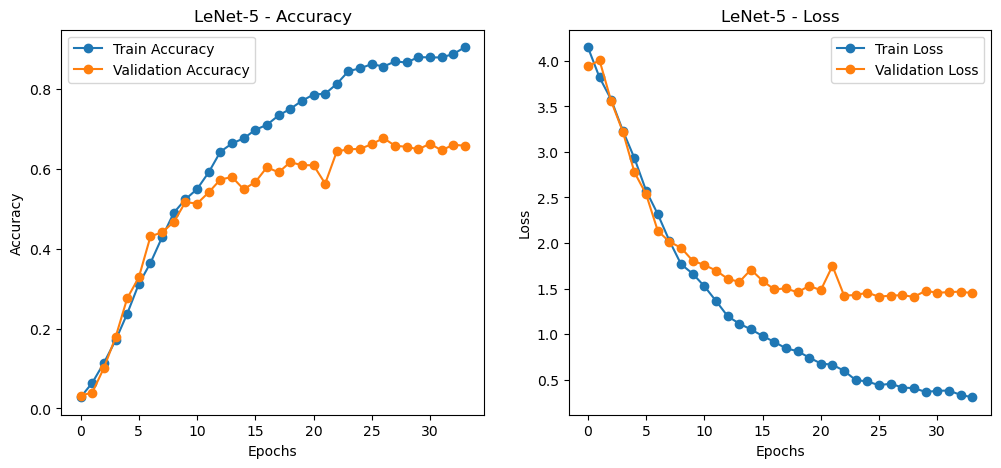 LeNet-5 - Accuracy
Train Accuracy
Validation Accuracy
0.8
0.6
0.4
0.2
0.0
Accuracy
0 5 10 15 20 25 30
Epochs
LeNet-5 - Loss
Train Loss
Validation Loss
4.0
3.5
3.0
2.5
2.0
1.5
1.0
0.5
Loss
0 5 10 15 20 25 30
Epochs